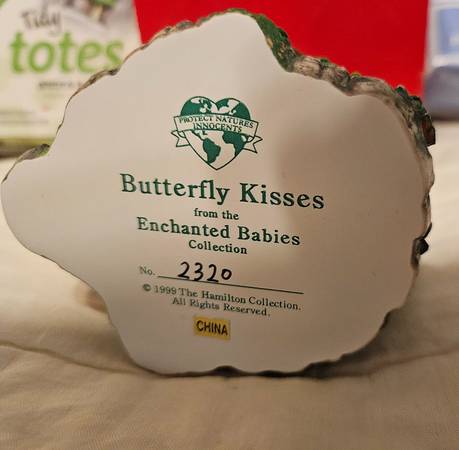 Tidy
totes
PROTECT NATURES
INNOCENTS
Butterfly Kisses
from the
Enchanted Babies
Collection
No. 2320
© 1999 The Hamilton Collection.
All Rights Reserved.
CHINA